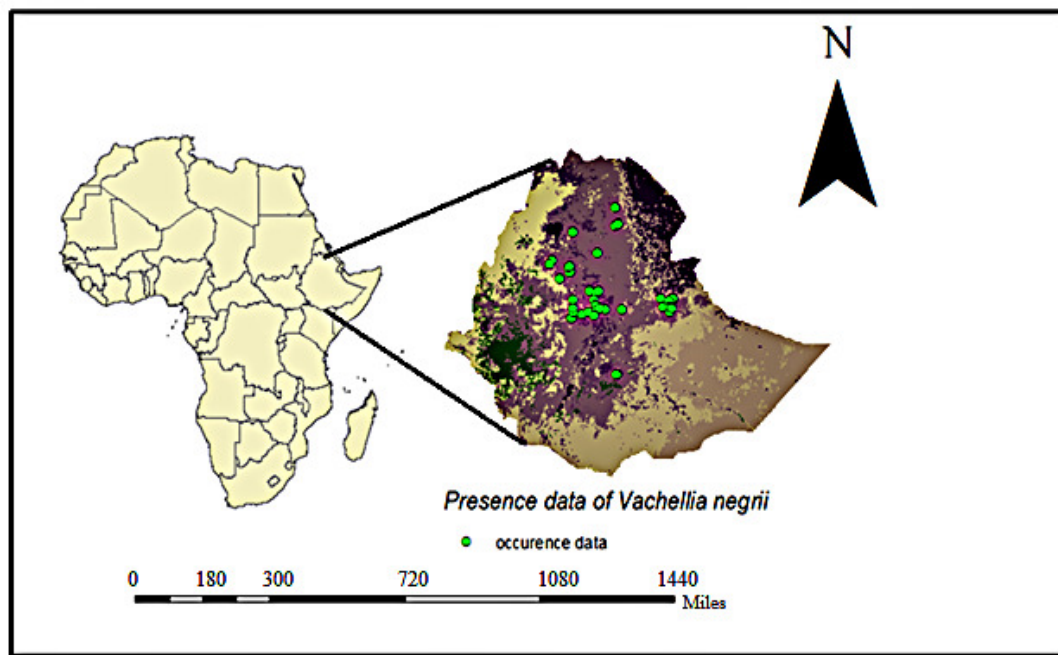 N
Presence data of Vachellia negrii
occurence data
0 180 300 720 1080 1440
Miles